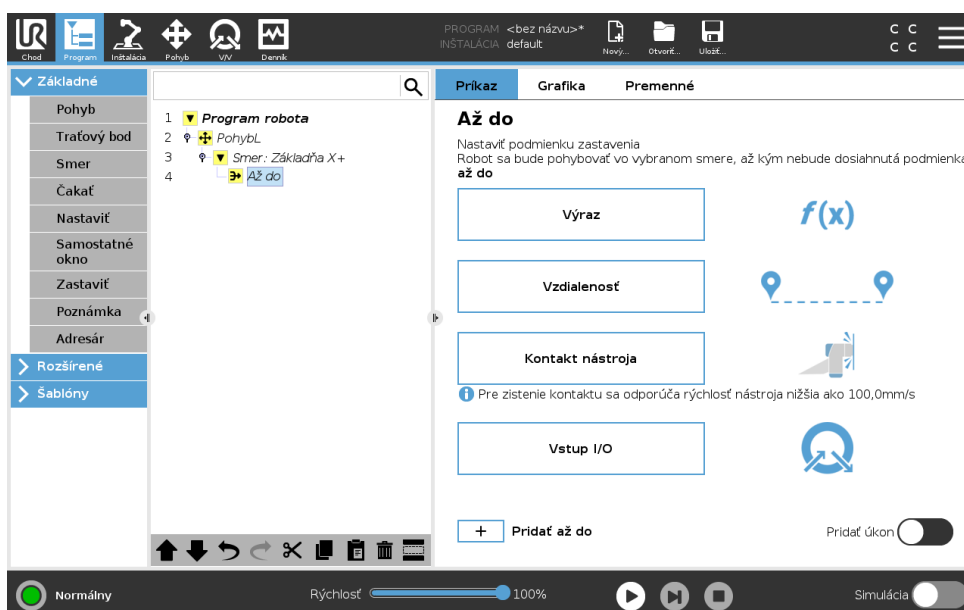 PROGRAM <bez názvu>*
INŠTALÁCIA default
Chod Program Inštalácia Pohyb V/V Denník Nový... Otvoriť... Uložiť...
C C
C C
Základné
Pohyb
Traťový bod
Smer
Čakať
Nastaviť
Samostatné
okno
Zastaviť
Poznámka
Adresár
Rozšírené
Šablóny
1 Program robota
2 PohybL
3 Smer: Základňa X+
4 Až do
Príkaz Grafika Premenné
Až do
Nastaviť podmienku zastavenia
Robot sa bude pohybovať vo vybranom smere, až kým nebude dosiahnutá podmienka
až do
Výraz f(x)
Vzdialenosť
Kontakt nástroja
Pre zistenie kontaktu sa odporúča rýchlosť nástroja nižšia ako 100,0mm/s
Vstup I/O
+ Pridať až do Pridať úkon
Normálny Rýchlosť 100% Simulácia